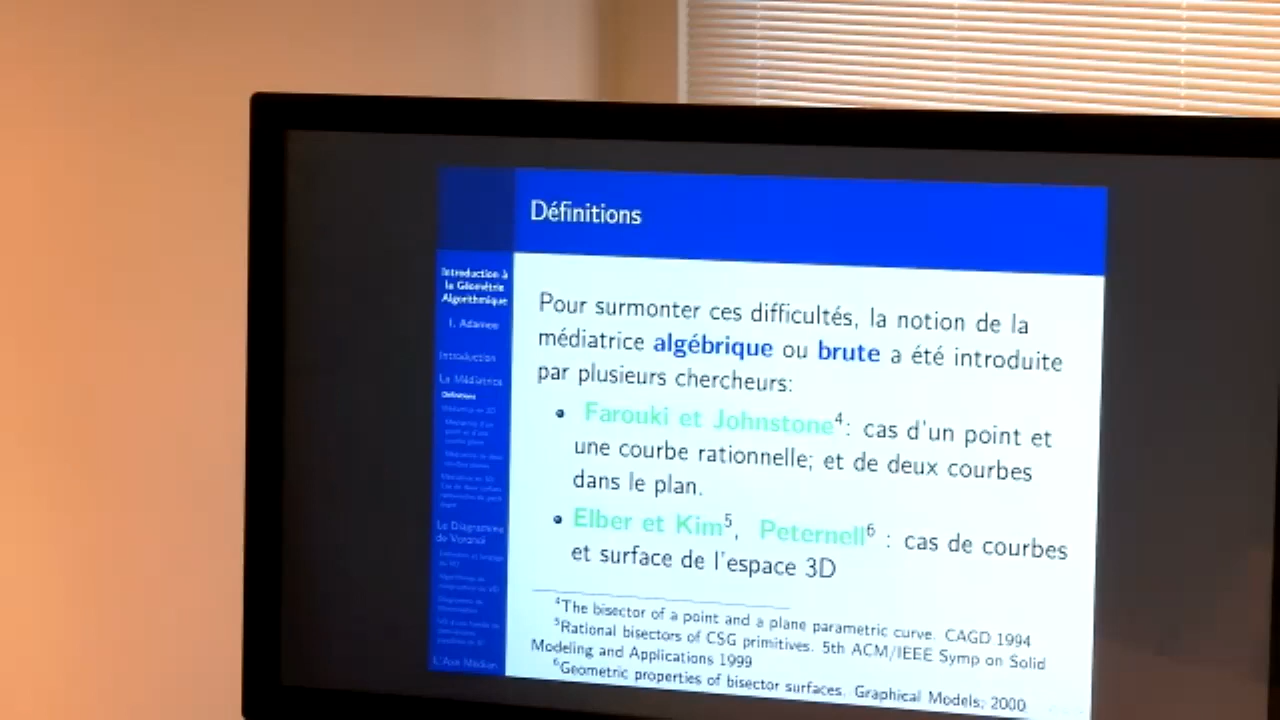 Définitions
Introduction à
la Géométrie
Algorithmique
I. Adamou
Introduction
La Médiatrice
Définitions
Médiatrice en 2D
Le Diagramme
de Voronoï
L'Axe Médian
Pour surmonter ces difficultés, la notion de la
médiatrice algébrique ou brute a été introduite
par plusieurs chercheurs:
• Farouki et Johnstone4: cas d'un point et
une courbe rationnelle; et de deux courbes
dans le plan.
• Elber et Kim5, Peternell6 : cas de courbes
et surface de l'espace 3D
4The bisector of a point and a plane parametric curve. CAGD 1994
5Rational bisectors of CSG primitives. 5th ACM/IEEE Symp on Solid
Modeling and Applications 1999
6Geometric properties of bisector surfaces. Graphical Models, 2000